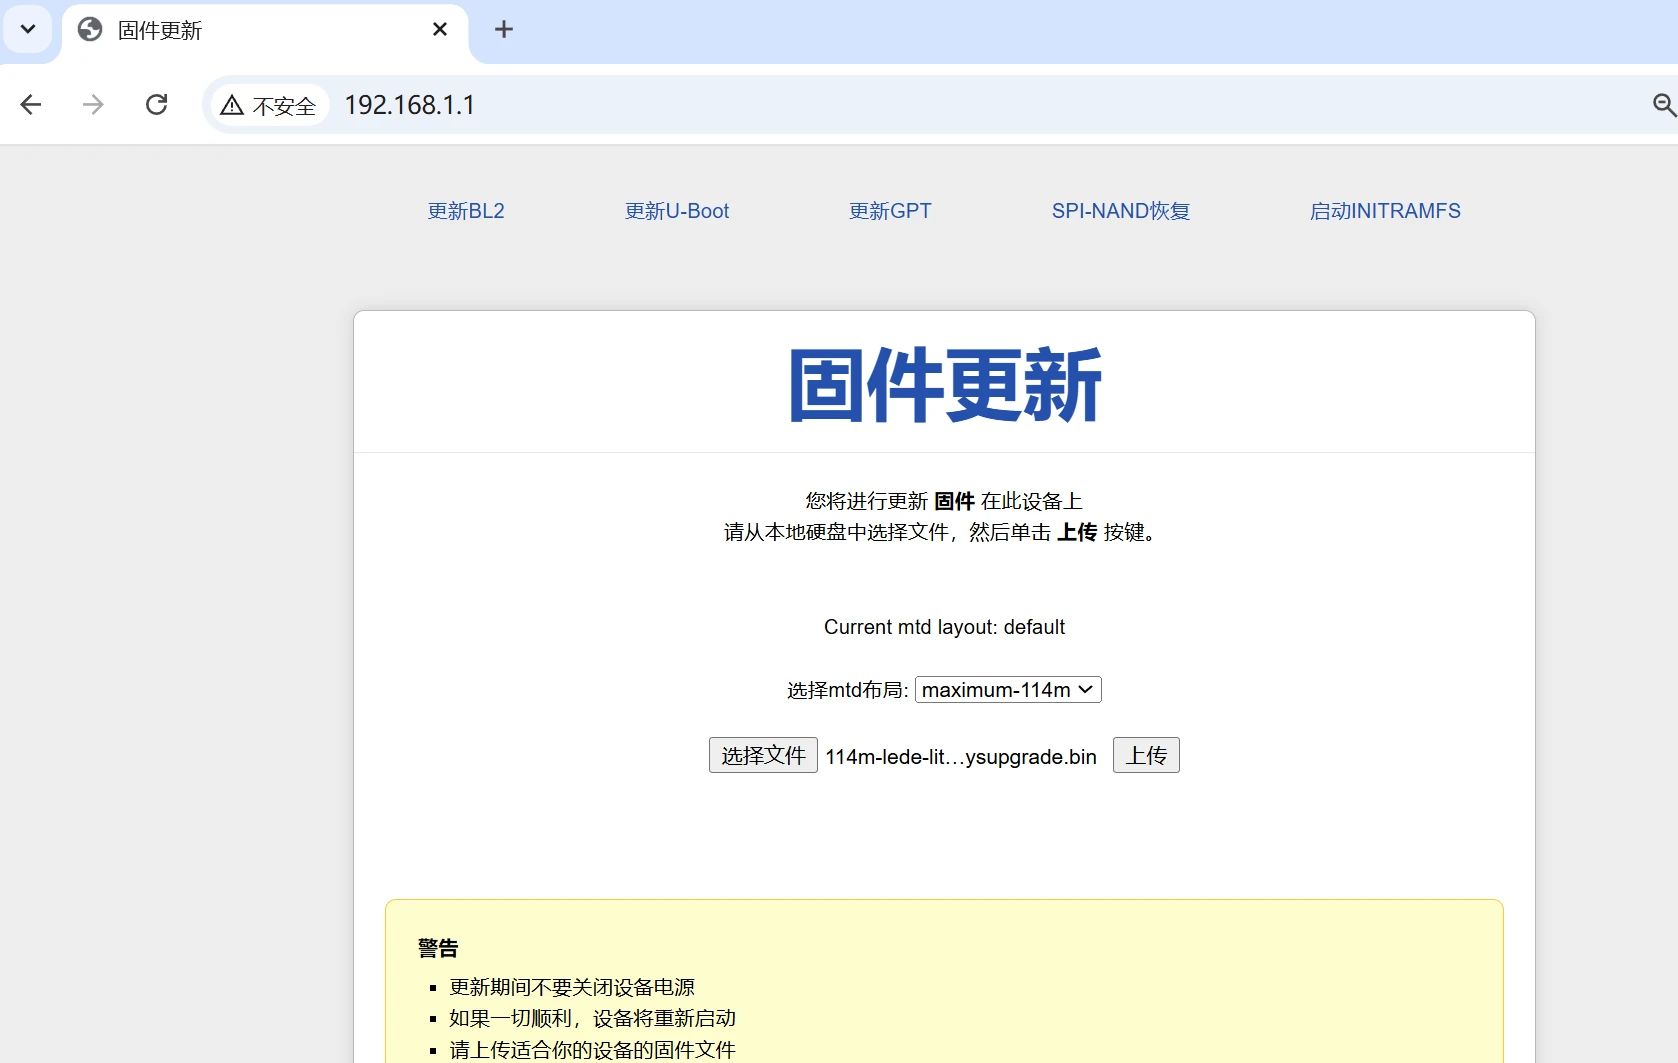 固件更新
不安全 192.168.1.1
更新BL2 更新U-Boot 更新GPT SPI-NAND恢复 启动INITRAMFS
固件更新
您将进行更新 固件 在此设备上
请从本地硬盘中选择文件，然后单击 上传 按键。
Current mtd layout: default
选择mtd布局: maximum-114m
选择文件 114m-lede-lit…ysupgrade.bin 上传
警告
更新期间不要关闭设备电源
如果一切顺利，设备将重新启动
请上传适合你的设备的固件文件